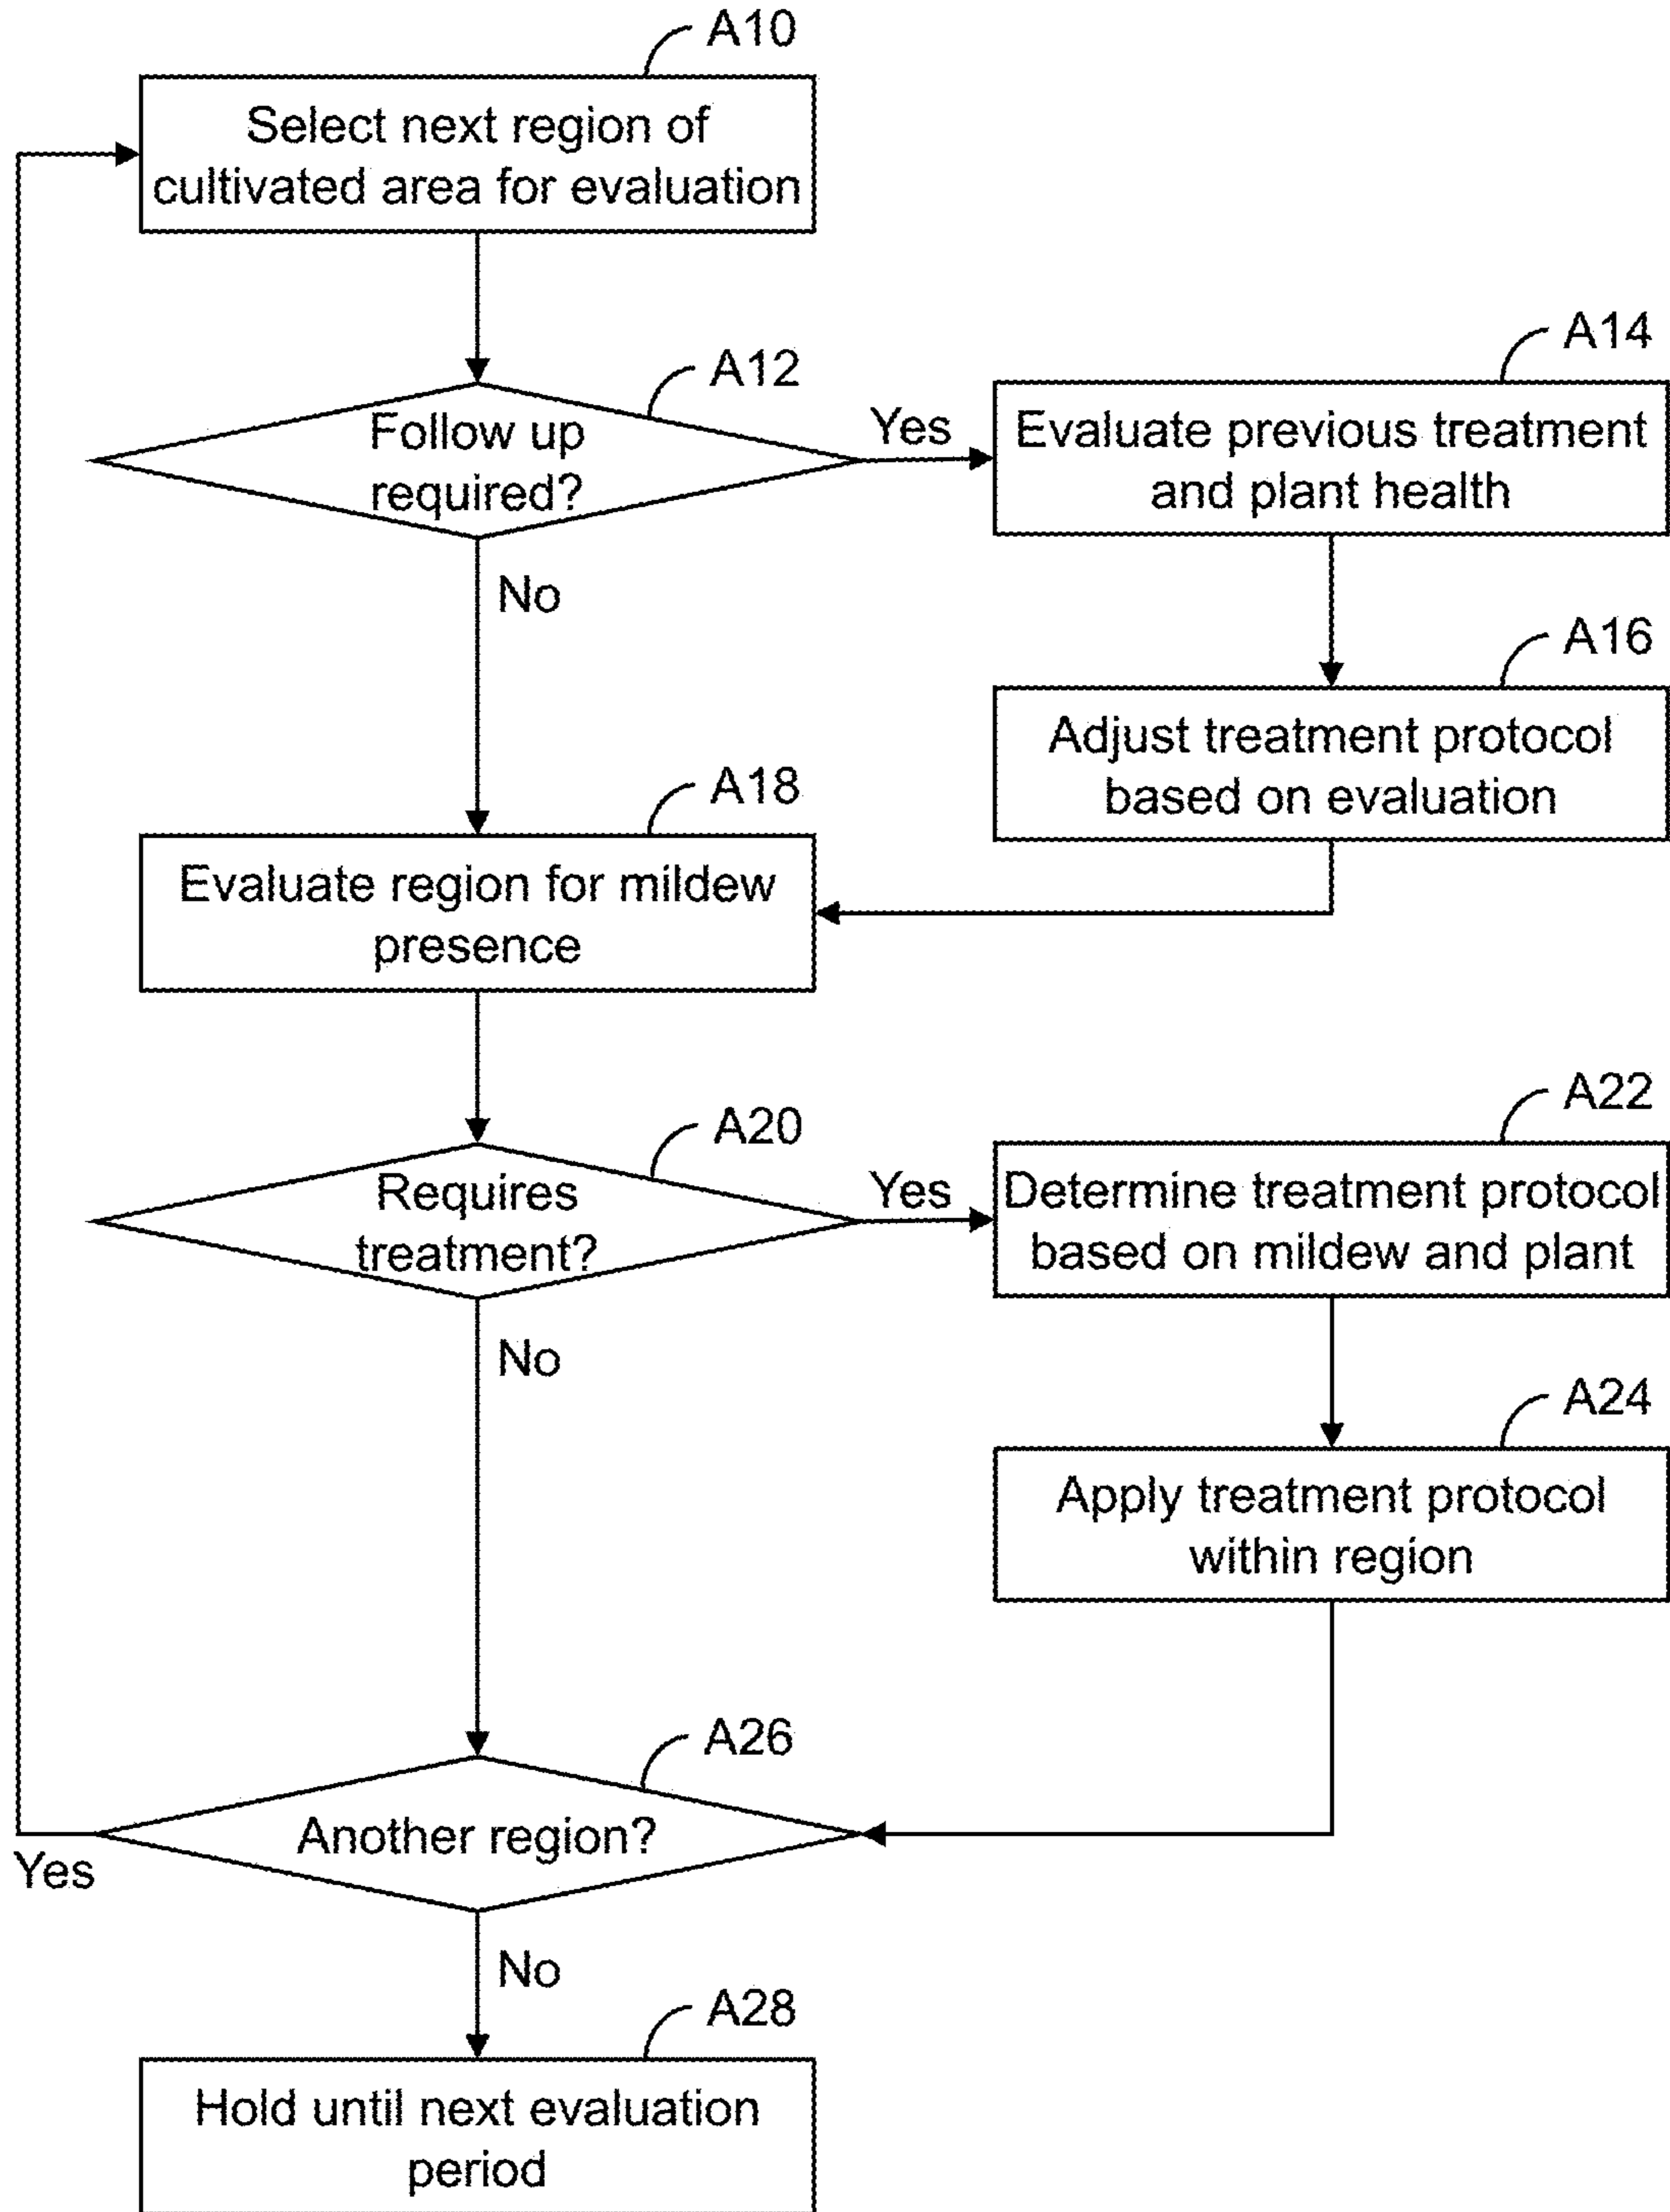 A10
Select next region of
cultivated area for evaluation
A12
Follow up
required?
Yes
No
A14
Evaluate previous treatment
and plant health
A16
Adjust treatment protocol
based on evaluation
A18
Evaluate region for mildew
presence
A20
Requires
treatment?
Yes
No
A22
Determine treatment protocol
based on mildew and plant
A24
Apply treatment protocol
within region
A26
Another region?
Yes
No
A28
Hold until next evaluation
period